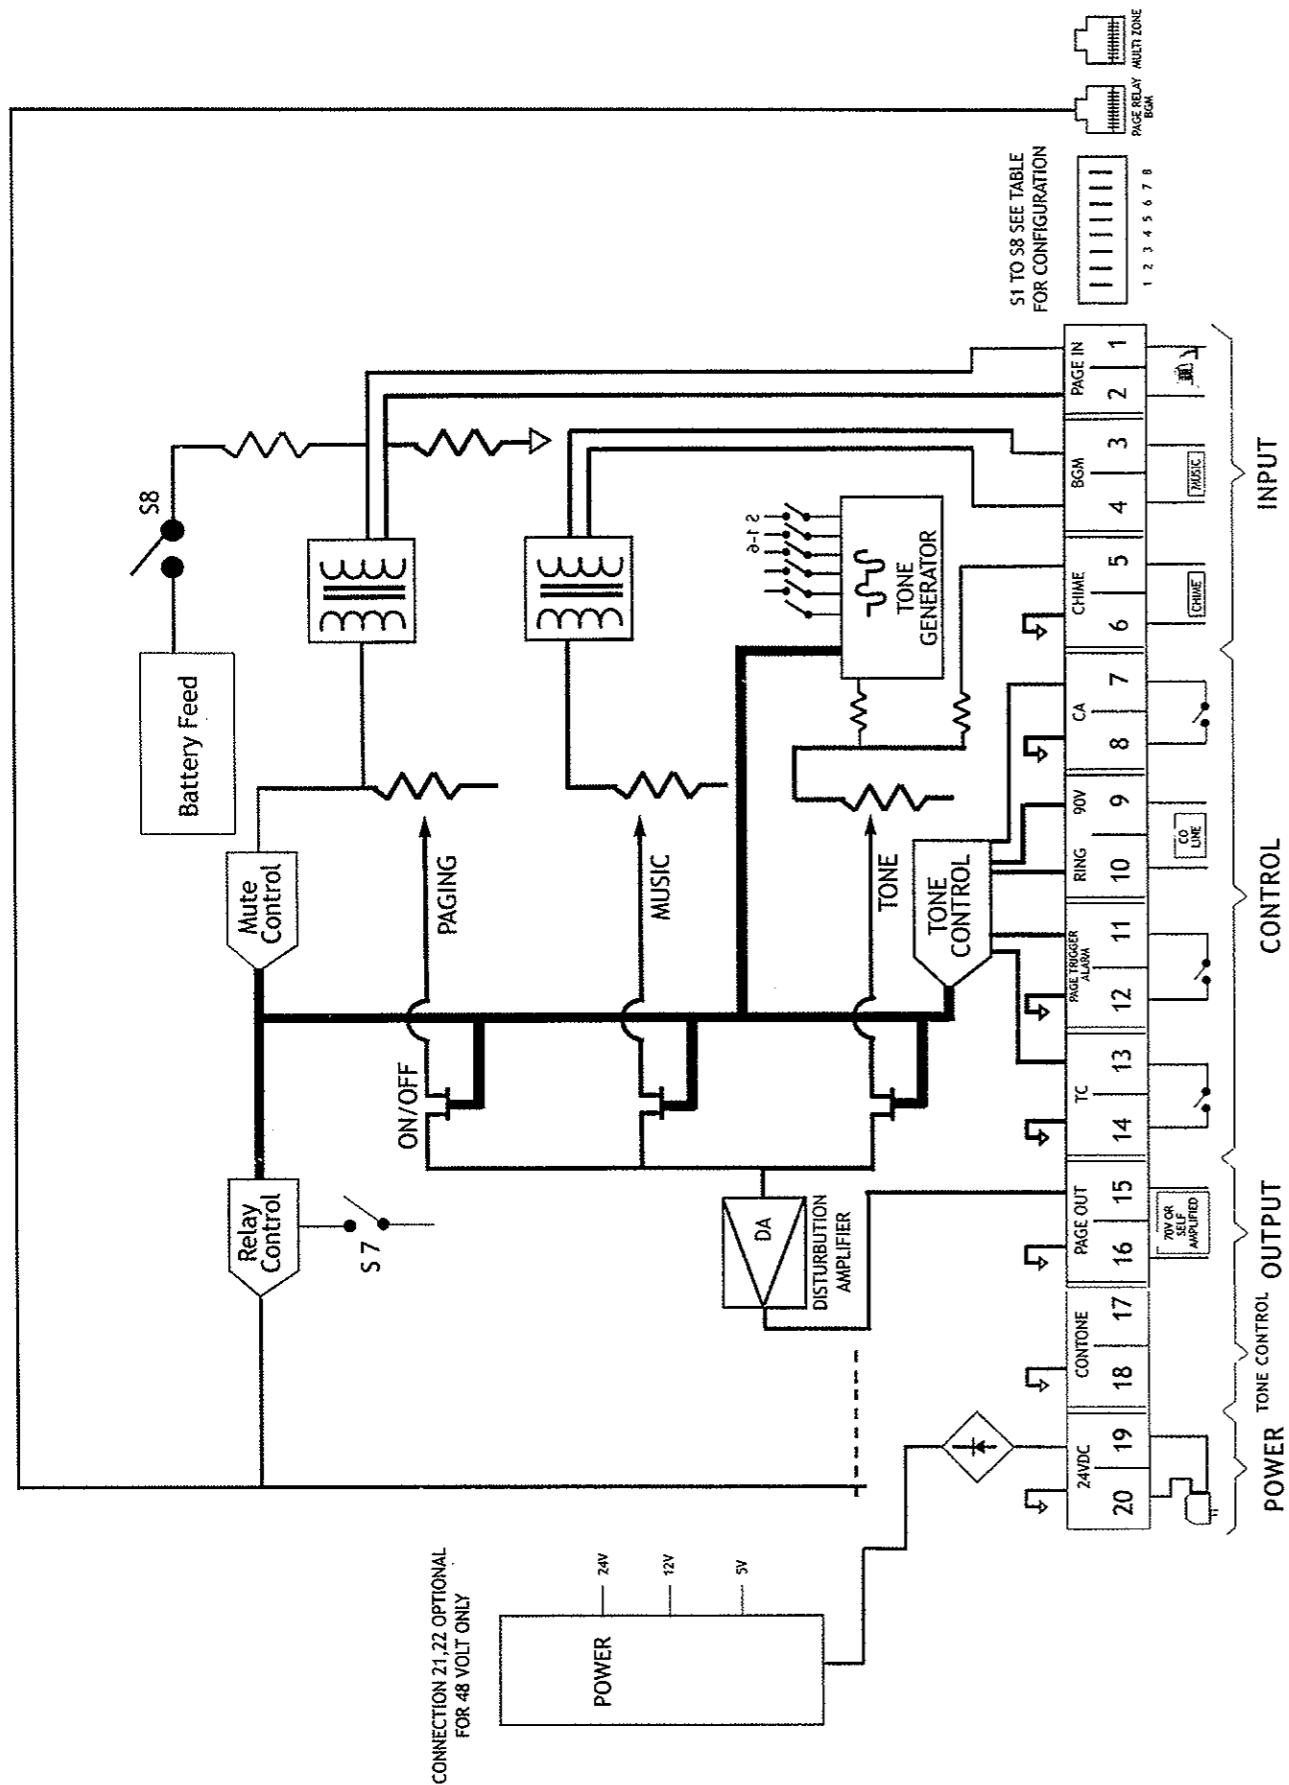 CONNECTION 21,22 OPTIONAL
FOR 48 VOLT ONLY
POWER
24V
12V
5V
Relay
Control
S 7
Mute
Control
Battery Feed
S8
ON/OFF
PAGING
MUSIC
TONE
DA
DISTURBUTION
AMPLIFIER
TONE
CONTROL
TONE
GENERATOR
S 1-6
S1 TO S8 SEE TABLE
FOR CONFIGURATION
1 2 3 4 5 6 7 8
PAGE RELAY
BGM
MULTI ZONE
24VDC
20 19
CONTONE
18 17
PAGE OUT
16 15
TC
14 13
PAGE TRIGGER
ALARM
12 11
RING 90V
10 9
CA
8 7
CHIME
6 5
BGM
4 3
PAGE IN
2 1
70V OR
SELF
AMPLIFIED
CO
LINE
CHIME
MUSIC
POWER
TONE CONTROL
OUTPUT
CONTROL
INPUT